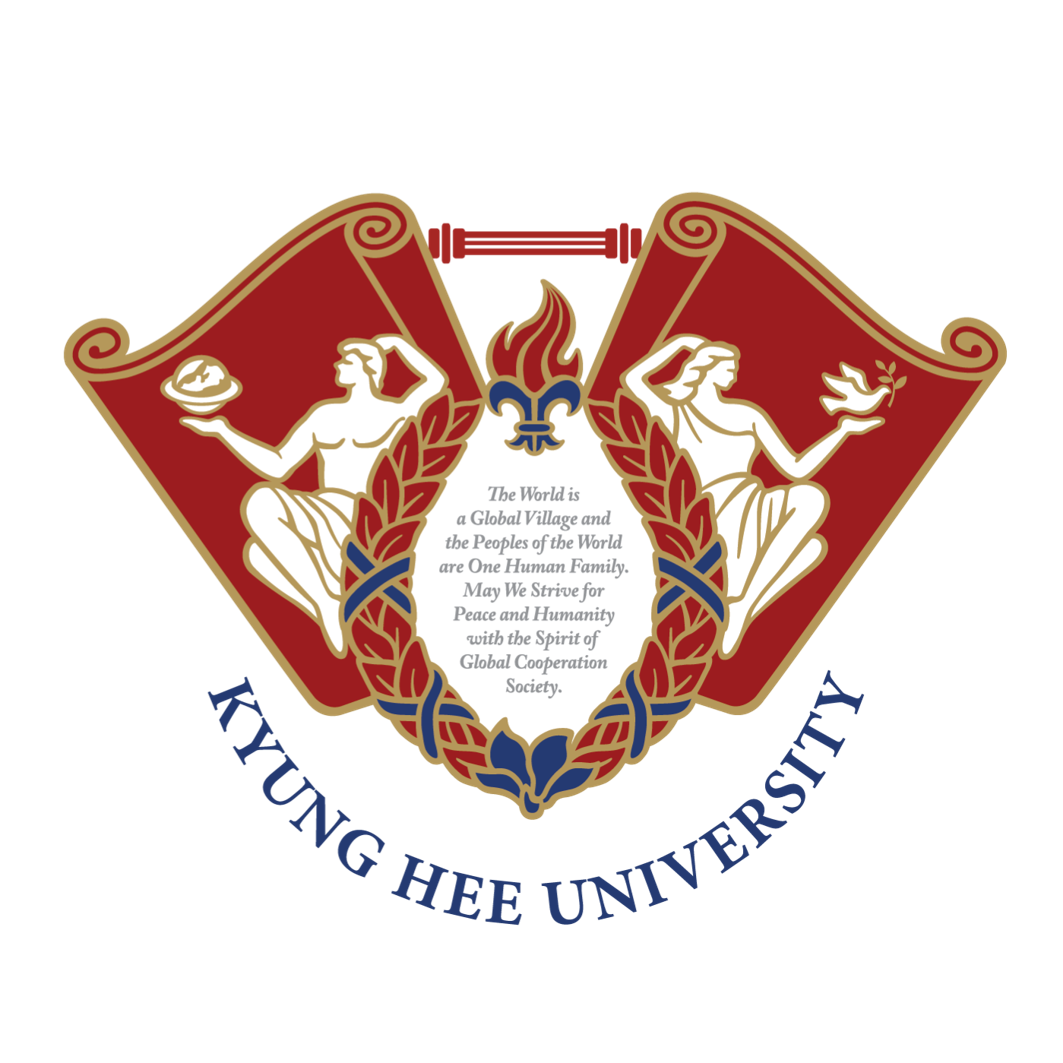 The World is
a Global Village and
the Peoples of the World
are One Human Family.
May We Strive for
Peace and Humanity
with the Spirit of
Global Cooperation
Society.
KYUNG HEE UNIVERSITY